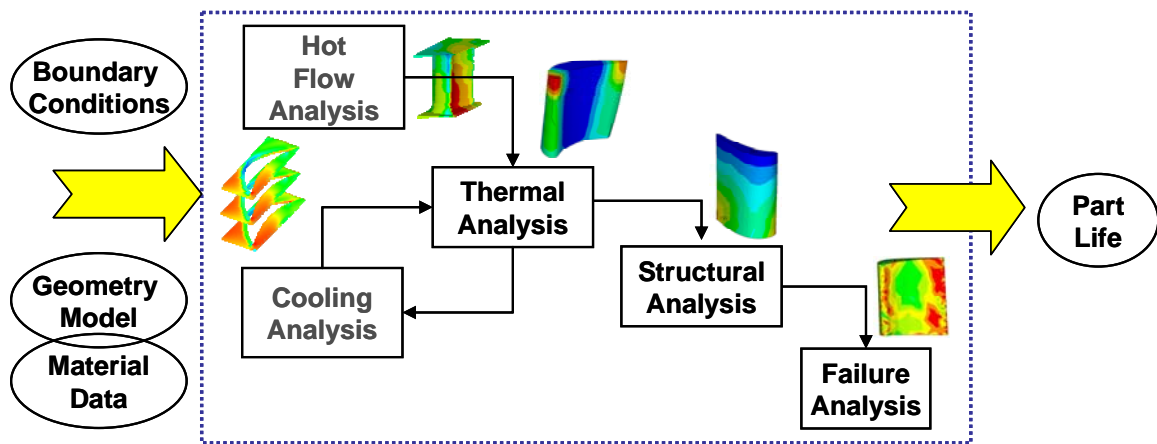 Boundary
Conditions
Geometry
Model
Material
Data
Hot
Flow
Analysis
Thermal
Analysis
Cooling
Analysis
Structural
Analysis
Failure
Analysis
Part
Life